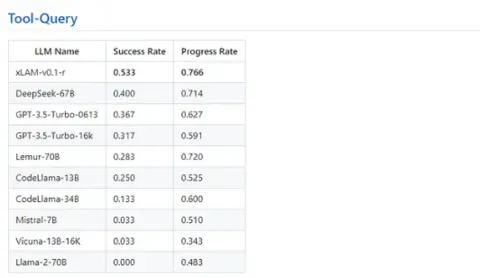 Tool-Query
LLM Name Success Rate Progress Rate
xLAM-v0.1-r 0.533 0.766
DeepSeek-67B 0.400 0.714
GPT-3.5-Turbo-0613 0.367 0.627
GPT-3.5-Turbo-16k 0.317 0.591
Lemur-70B 0.283 0.720
CodeLlama-13B 0.250 0.525
CodeLlama-34B 0.133 0.600
Mistral-7B 0.033 0.510
Vicuna-13B-16K 0.033 0.343
Llama-2-70B 0.000 0.483